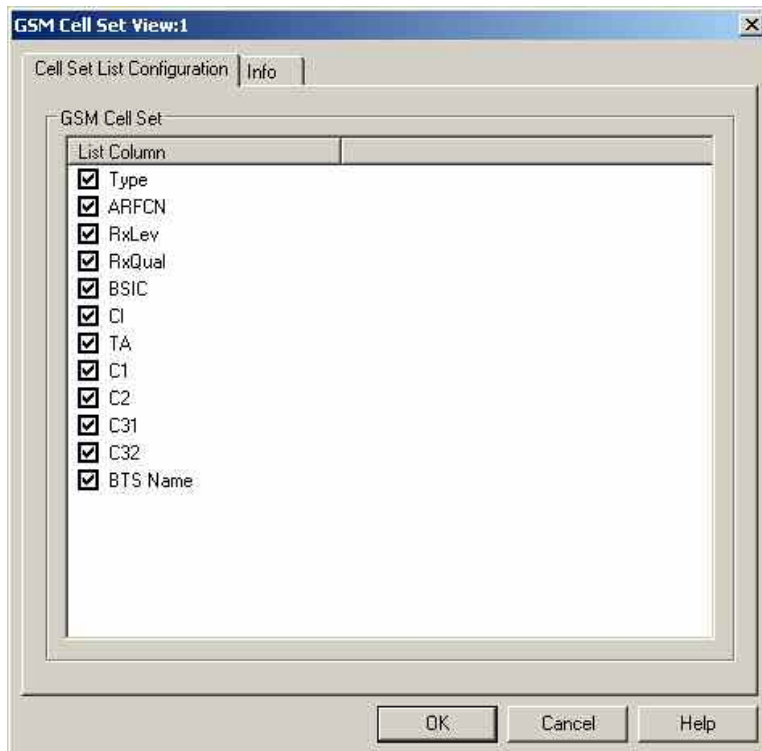 GSM Cell Set View:1
Cell Set List Configuration
Info
GSM Cell Set
List Column
Type
ARFCN
RxLev
RxQual
BSIC
CI
TA
C1
C2
C31
C32
BTS Name
OK
Cancel
Help